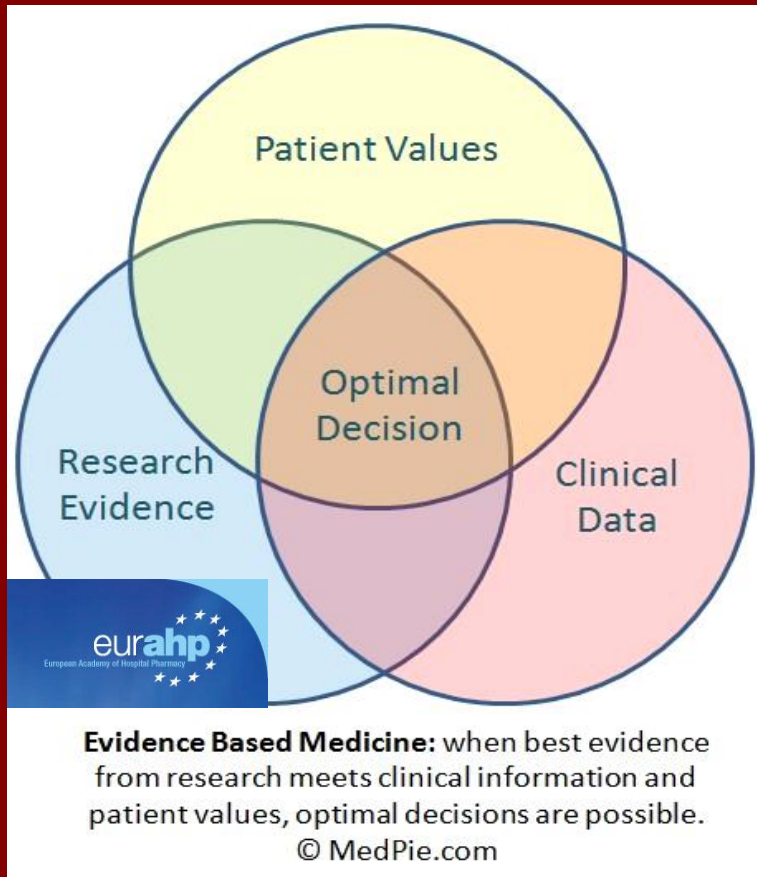 Patient Values
Optimal
Decision
Research
Evidence
Clinical
Data
eurahp
European Academy of Hospital Pharmacy
Evidence Based Medicine: when best evidence
from research meets clinical information and
patient values, optimal decisions are possible.
© MedPie.com